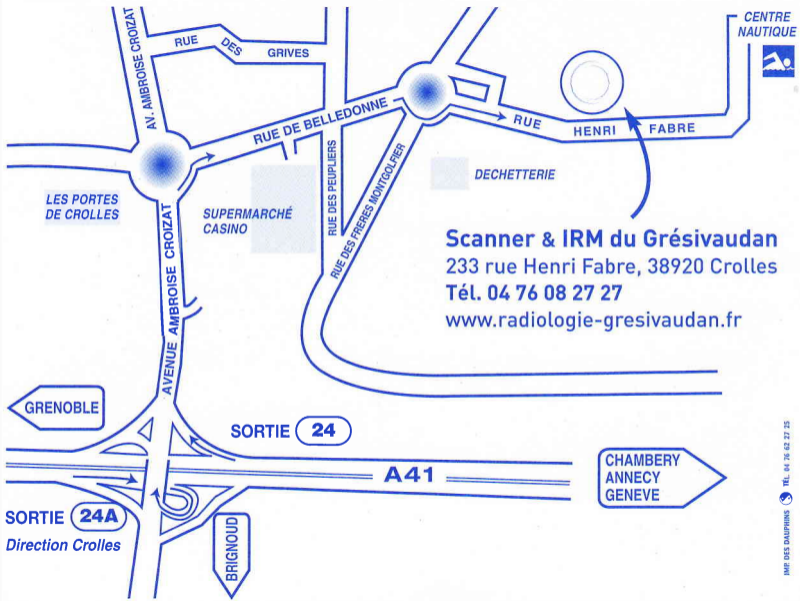 CENTRE
NAUTIQUE
AV. AMBROISE CROIZAT
RUE DES GRIVES
RUE DE BELLEDONNE
RUE HENRI FABRE
RUE DES PEUPLIERS
RUE DES FRERES MONTGOLFIER
DECHETTERIE
LES PORTES
DE CROLLES
SUPERMARCHÉ
CASINO
AVENUE AMBROISE CROIZAT
Scanner & IRM du Grésivaudan
233 rue Henri Fabre, 38920 Crolles
Tél. 04 76 08 27 27
www.radiologie-gresivaudan.fr
GRENOBLE
SORTIE 24
A41
CHAMBERY
ANNECY
GENEVE
SORTIE 24A
Direction Crolles
BRIGNOUD
IMP. DES DAUPHINS TÉL. 04 76 62 27 25